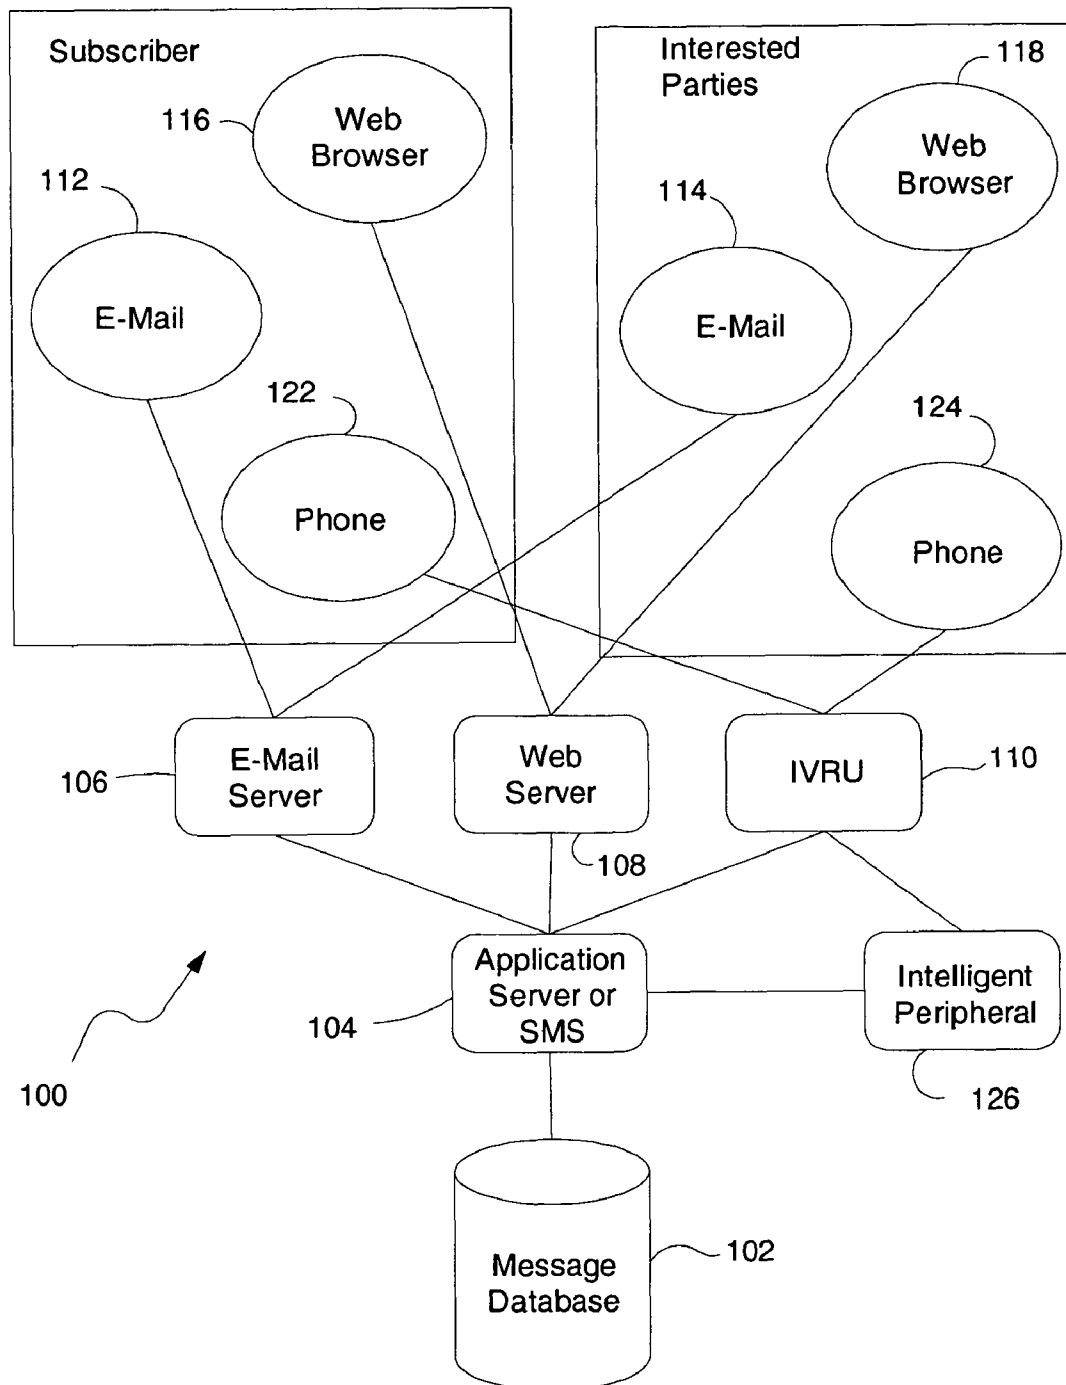 Subscriber
Interested
Parties
118
116
Web
Browser
Web
Browser
112
114
E-Mail
E-Mail
122
124
Phone
Phone
106
E-Mail
Server
Web
Server
IVRU
110
108
Application
Server or
SMS
Intelligent
Peripheral
104
100
126
Message
Database
102